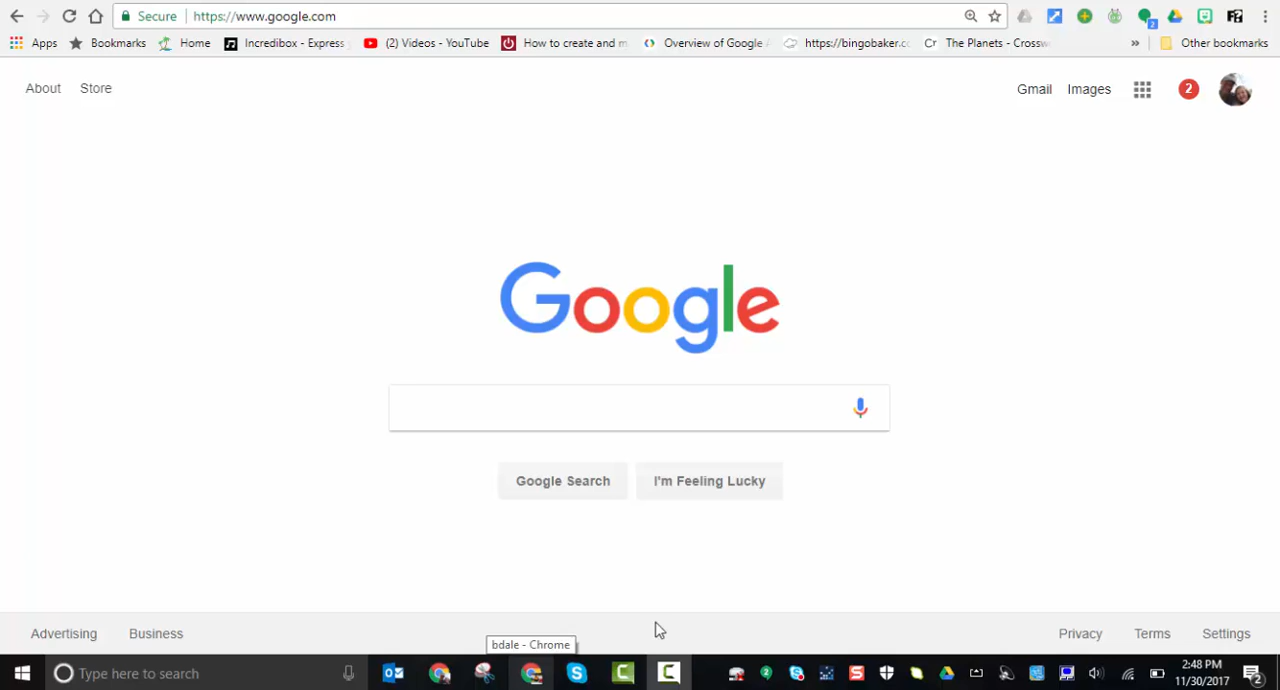 Secure https://www.google.com
Apps Bookmarks Home Incredibox - Express (2) Videos - YouTube How to create and m Overview of Google https://bingobaker.c The Planets - Crossw » Other bookmarks
About Store Gmail Images 2
Google
Google Search I'm Feeling Lucky
Advertising Business Privacy Terms Settings
bdale - Chrome
Type here to search 2:48 PM
11/30/2017 2